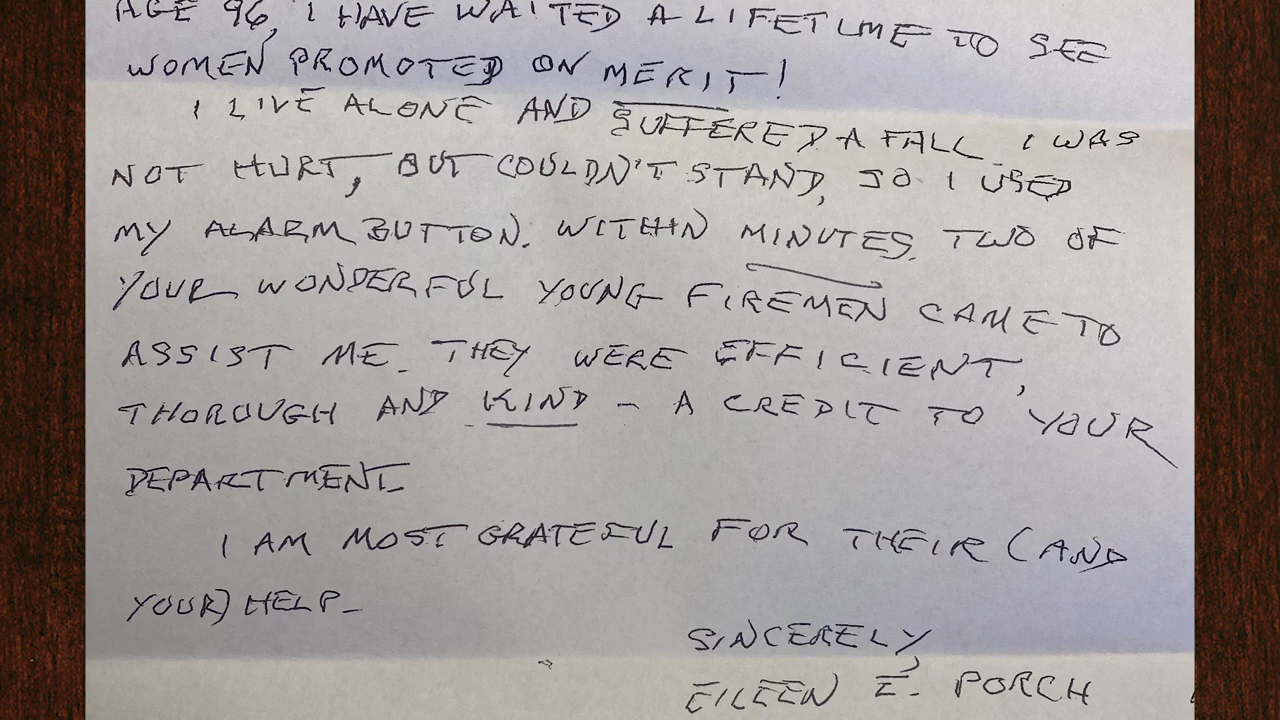 AGE 96, I HAVE WAITED A LIFETIME TO SEE
WOMEN PROMOTED ON MERIT!
I LIVE ALONE AND SUFFERED A FALL. I WAS
NOT HURT, BUT COULDN'T STAND, SO I USED
MY ALARM BUTTON. WITHIN MINUTES, TWO OF
YOUR WONDERFUL YOUNG FIREMEN CAME TO
ASSIST ME. THEY WERE EFFICIENT,
THOROUGH AND KIND – A CREDIT TO YOUR
DEPARTMENT.
I AM MOST GRATEFUL FOR THEIR (AND
YOUR) HELP.
SINCERELY,
EILEEN E. PORCH